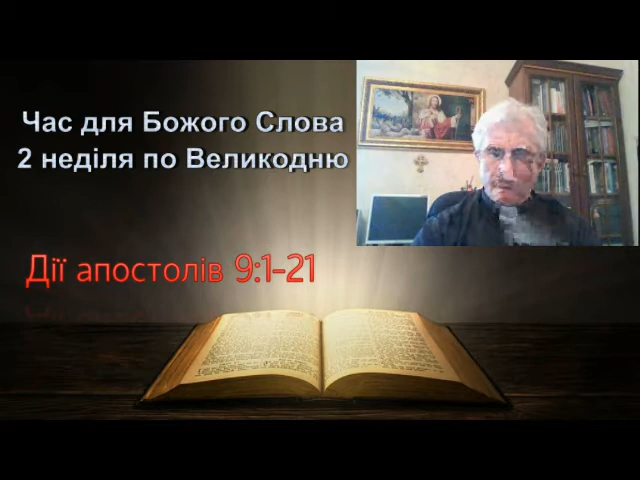 Час для Божого Слова
2 неділя по Великодню
Дії апостолів 9:1-21